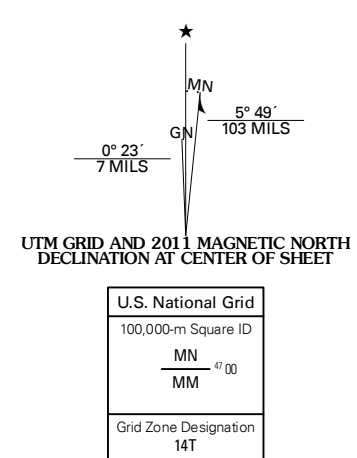 ★
MN
GN
5° 49´
103 MILS
0° 23´
7 MILS
UTM GRID AND 2011 MAGNETIC NORTH
DECLINATION AT CENTER OF SHEET
U.S. National Grid
100,000-m Square ID
MN
47 00
MM
Grid Zone Designation
14T